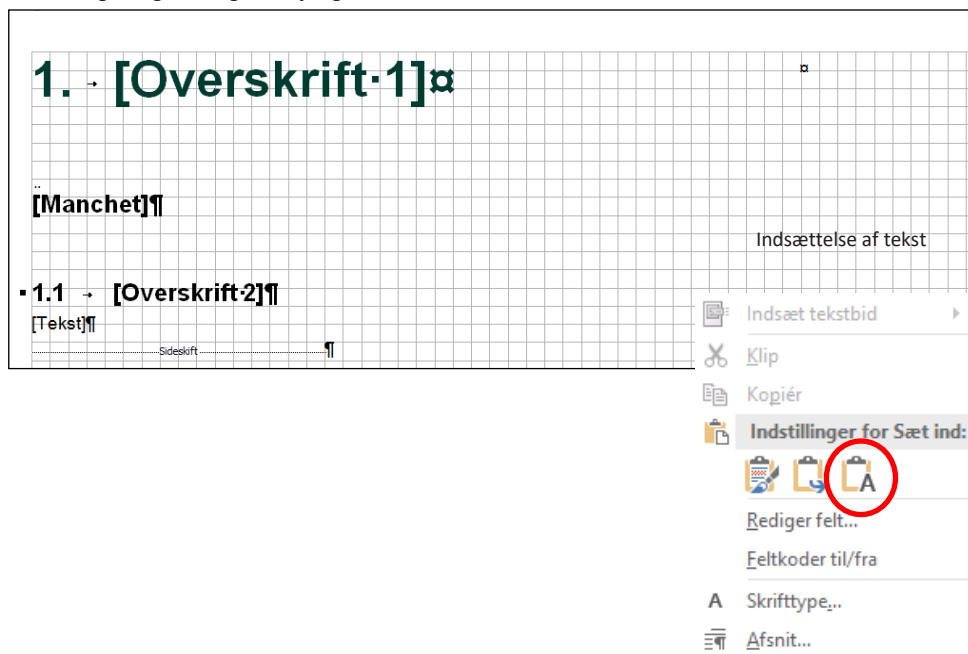 1. → [Overskrift·1]¤ ¤
[Manchet]¶
Indsættelse af tekst
▪1.1 → [Overskrift·2]¶
[Tekst]¶
Sideskift ¶
Indsæt tekstbid
Klip
Kopiér
Indstillinger for Sæt ind:
A
Rediger felt...
Feltkoder til/fra
A Skrifttype...
Afsnit...